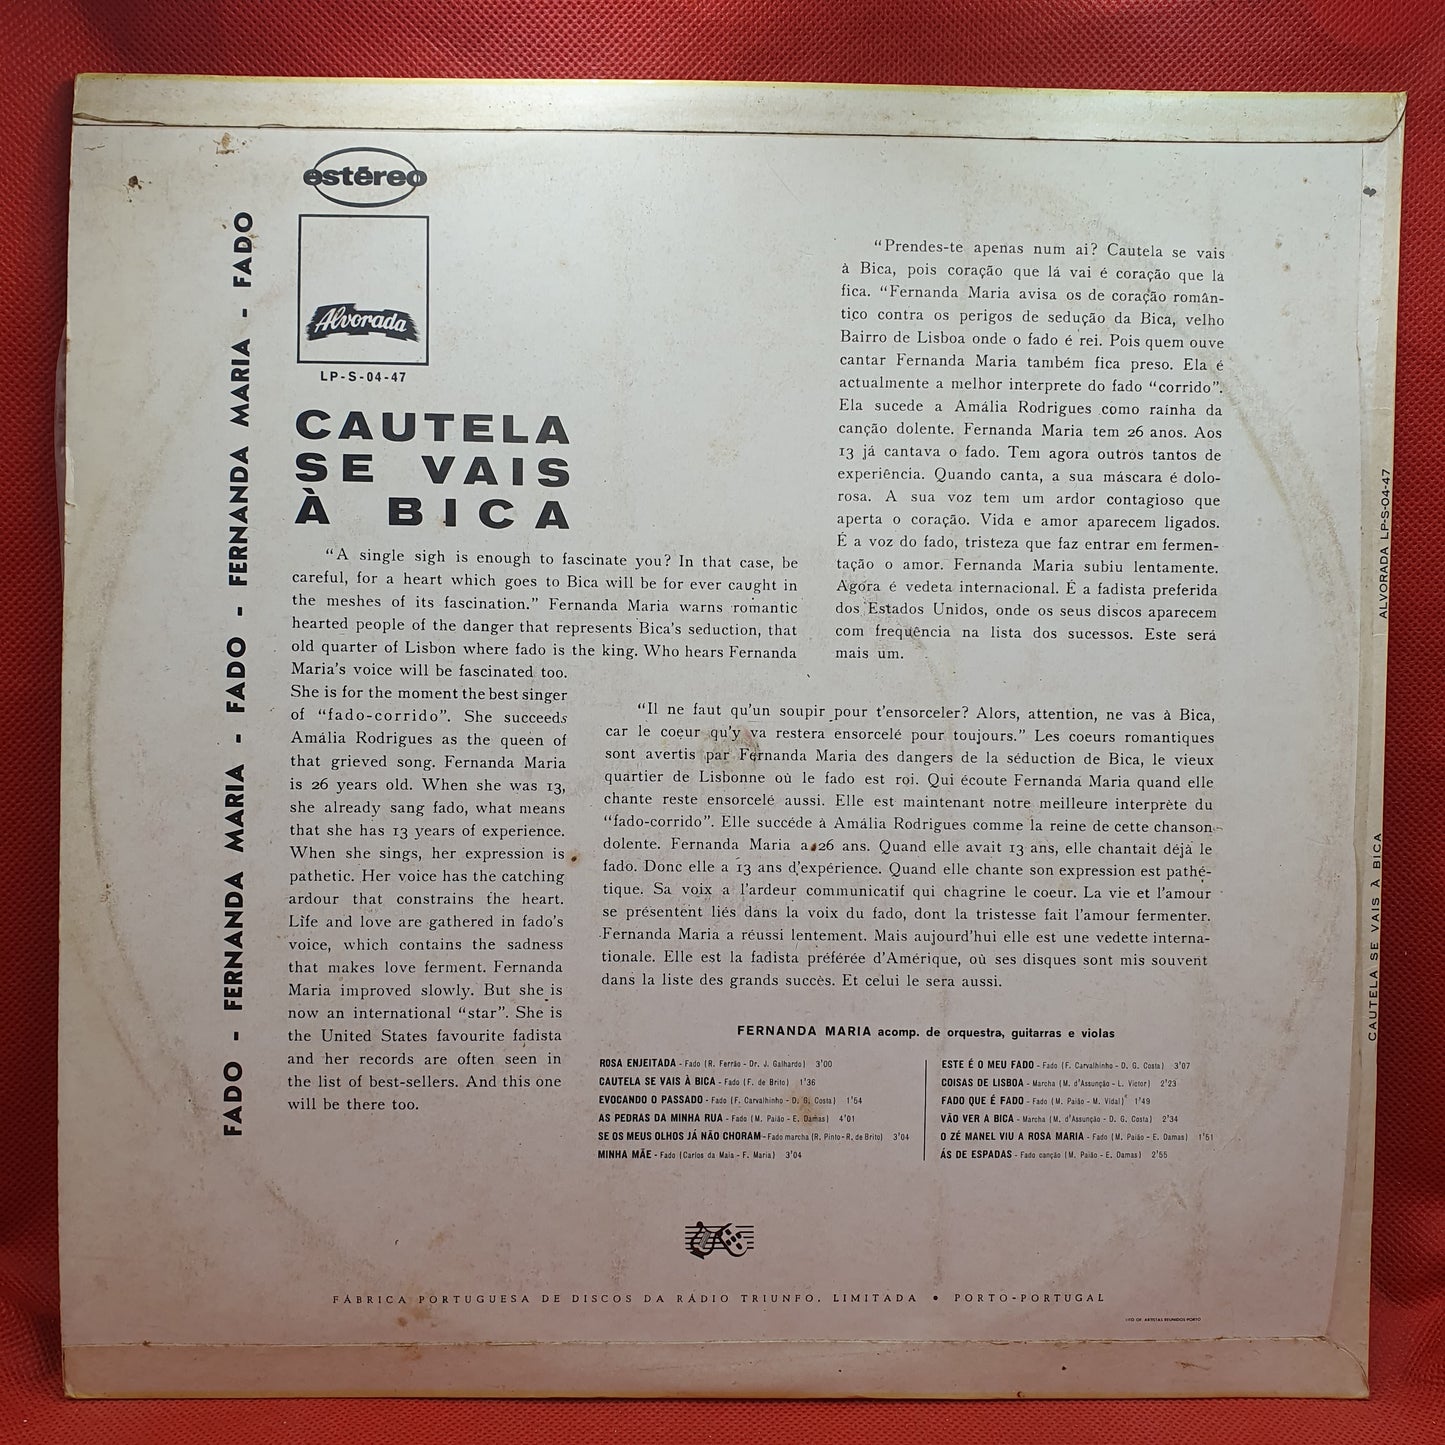 estéreo
Alvorada
LP-S-04-47
FADO - FERNANDA MARIA - FADO - FERNANDA MARIA - FADO
CAUTELA
SE VAIS
À BICA
"A single sigh is enough to fascinate you? In that case, be
careful, for a heart which goes to Bica will be for ever caught in
the meshes of its fascination." Fernanda Maria warns romantic
hearted people of the danger that represents Bica's seduction, that
old quarter of Lisbon where fado is the king. Who hears Fernanda
Maria's voice will be fascinated too.
She is for the moment the best singer
of "fado-corrido". She succeeds
Amália Rodrigues as the queen of
that grieved song. Fernanda Maria
is 26 years old. When she was 13,
she already sang fado, what means
that she has 13 years of experience.
When she sings, her expression is
pathetic. Her voice has the catching
ardour that constrains the heart.
Life and love are gathered in fado's
voice, which contains the sadness
that makes love ferment. Fernanda
Maria improved slowly. But she is
now an international "star". She is
the United States favourite fadista
and her records are often seen in
the list of best-sellers. And this one
will be there too.
"Prendes-te apenas num ai? Cautela se vais
à Bica, pois coração que lá vai é coração que lá
fica. "Fernanda Maria avisa os de coração român-
tico contra os perigos de sedução da Bica, velho
Bairro de Lisboa onde o fado é rei. Pois quem ouve
cantar Fernanda Maria também fica preso. Ela é
actualmente a melhor interprete do fado "corrido".
Ela sucede a Amália Rodrigues como raínha da
canção dolente. Fernanda Maria tem 26 anos. Aos
13 já cantava o fado. Tem agora outros tantos de
experiência. Quando canta, a sua máscara é dolo-
rosa. A sua voz tem um ardor contagioso que
aperta o coração. Vida e amor aparecem ligados.
É a voz do fado, tristeza que faz entrar em fermen-
tação o amor. Fernanda Maria subiu lentamente.
Agora é vedeta internacional. É a fadista preferida
dos Estados Unidos, onde os seus discos aparecem
com frequência na lista dos sucessos. Este será
mais um.
"Il ne faut qu'un soupir pour t'ensorceler? Alors, attention, ne vas à Bica,
car le coeur qu'y va restera ensorcelé pour toujours." Les coeurs romantiques
sont avertis par Fernanda Maria des dangers de la séduction de Bica, le vieux
quartier de Lisbonne où le fado est roi. Qui écoute Fernanda Maria quand elle
chante reste ensorcelé aussi. Elle est maintenant notre meilleure interprète du
"fado-corrido". Elle succéde à Amália Rodrigues comme la reine de cette chanson
dolente. Fernanda Maria a 26 ans. Quand elle avait 13 ans, elle chantait déjà le
fado. Donc elle a 13 ans d'expérience. Quand elle chante son expression est pathé-
tique. Sa voix a l'ardeur communicatif qui chagrine le coeur. La vie et l'amour
se présentent liés dans la voix du fado, dont la tristesse fait l'amour fermenter.
Fernanda Maria a réussi lentement. Mais aujourd'hui elle est une vedette interna-
tionale. Elle est la fadista préférée d'Amérique, où ses disques sont mis souvent
dans la liste des grands succès. Et celui le sera aussi.
FERNANDA MARIA acomp. de orquestra, guitarras e violas
ROSA ENJEITADA - Fado (R. Ferrão - Dr. J. Galhardo) 3'00
CAUTELA SE VAIS À BICA - Fado (F. de Brito) 1'36
EVOCANDO O PASSADO - Fado (F. Carvalhinho - D. G. Costa) 1'54
AS PEDRAS DA MINHA RUA - Fado (M. Paião - E. Damas) 4'01
SE OS MEUS OLHOS JÁ NÃO CHORAM - Fado marcha (R. Pinto - R. de Brito) 3'04
MINHA MÃE - Fado (Carlos da Maia - F. Maria) 3'04
ESTE É O MEU FADO - Fado (F. Carvalhinho - D. G. Costa) 3'07
COISAS DE LISBOA - Marcha (M. d'Assunção - L. Victor) 2'23
FADO QUE É FADO - Fado (M. Paião - M. Vidal) 1'49
VÃO VER A BICA - Marcha (M. d'Assunção - D. G. Costa) 2'34
O ZÉ MANEL VIU A ROSA MARIA - Fado (M. Paião - E. Damas) 1'51
ÁS DE ESPADAS - Fado canção (M. Paião - E. Damas) 2'55
FÁBRICA PORTUGUESA DE DISCOS DA RÁDIO TRIUNFO, LIMITADA • PORTO-PORTUGAL
OF. ARTISTAS REUNIDOS PORTO
CAUTELA SE VAIS À BICA ALVORADA LP-S-04-47